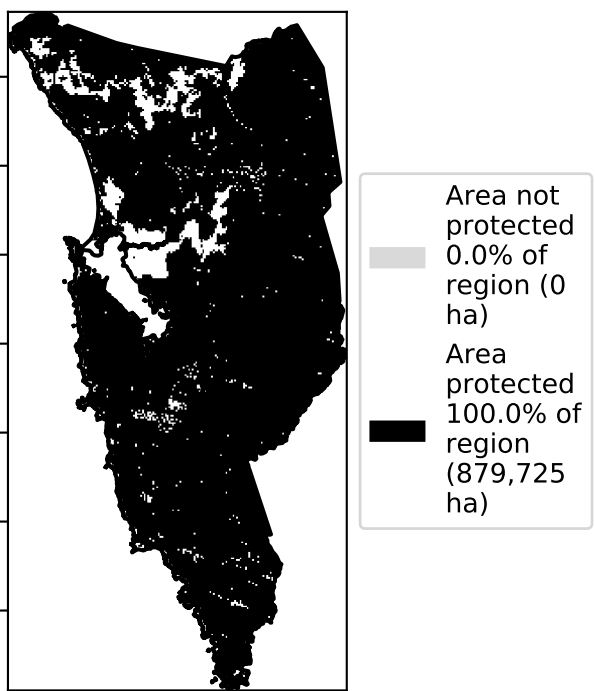 Area not
protected
0.0% of
region (0
ha)
Area
protected
100.0% of
region
(879,725
ha)